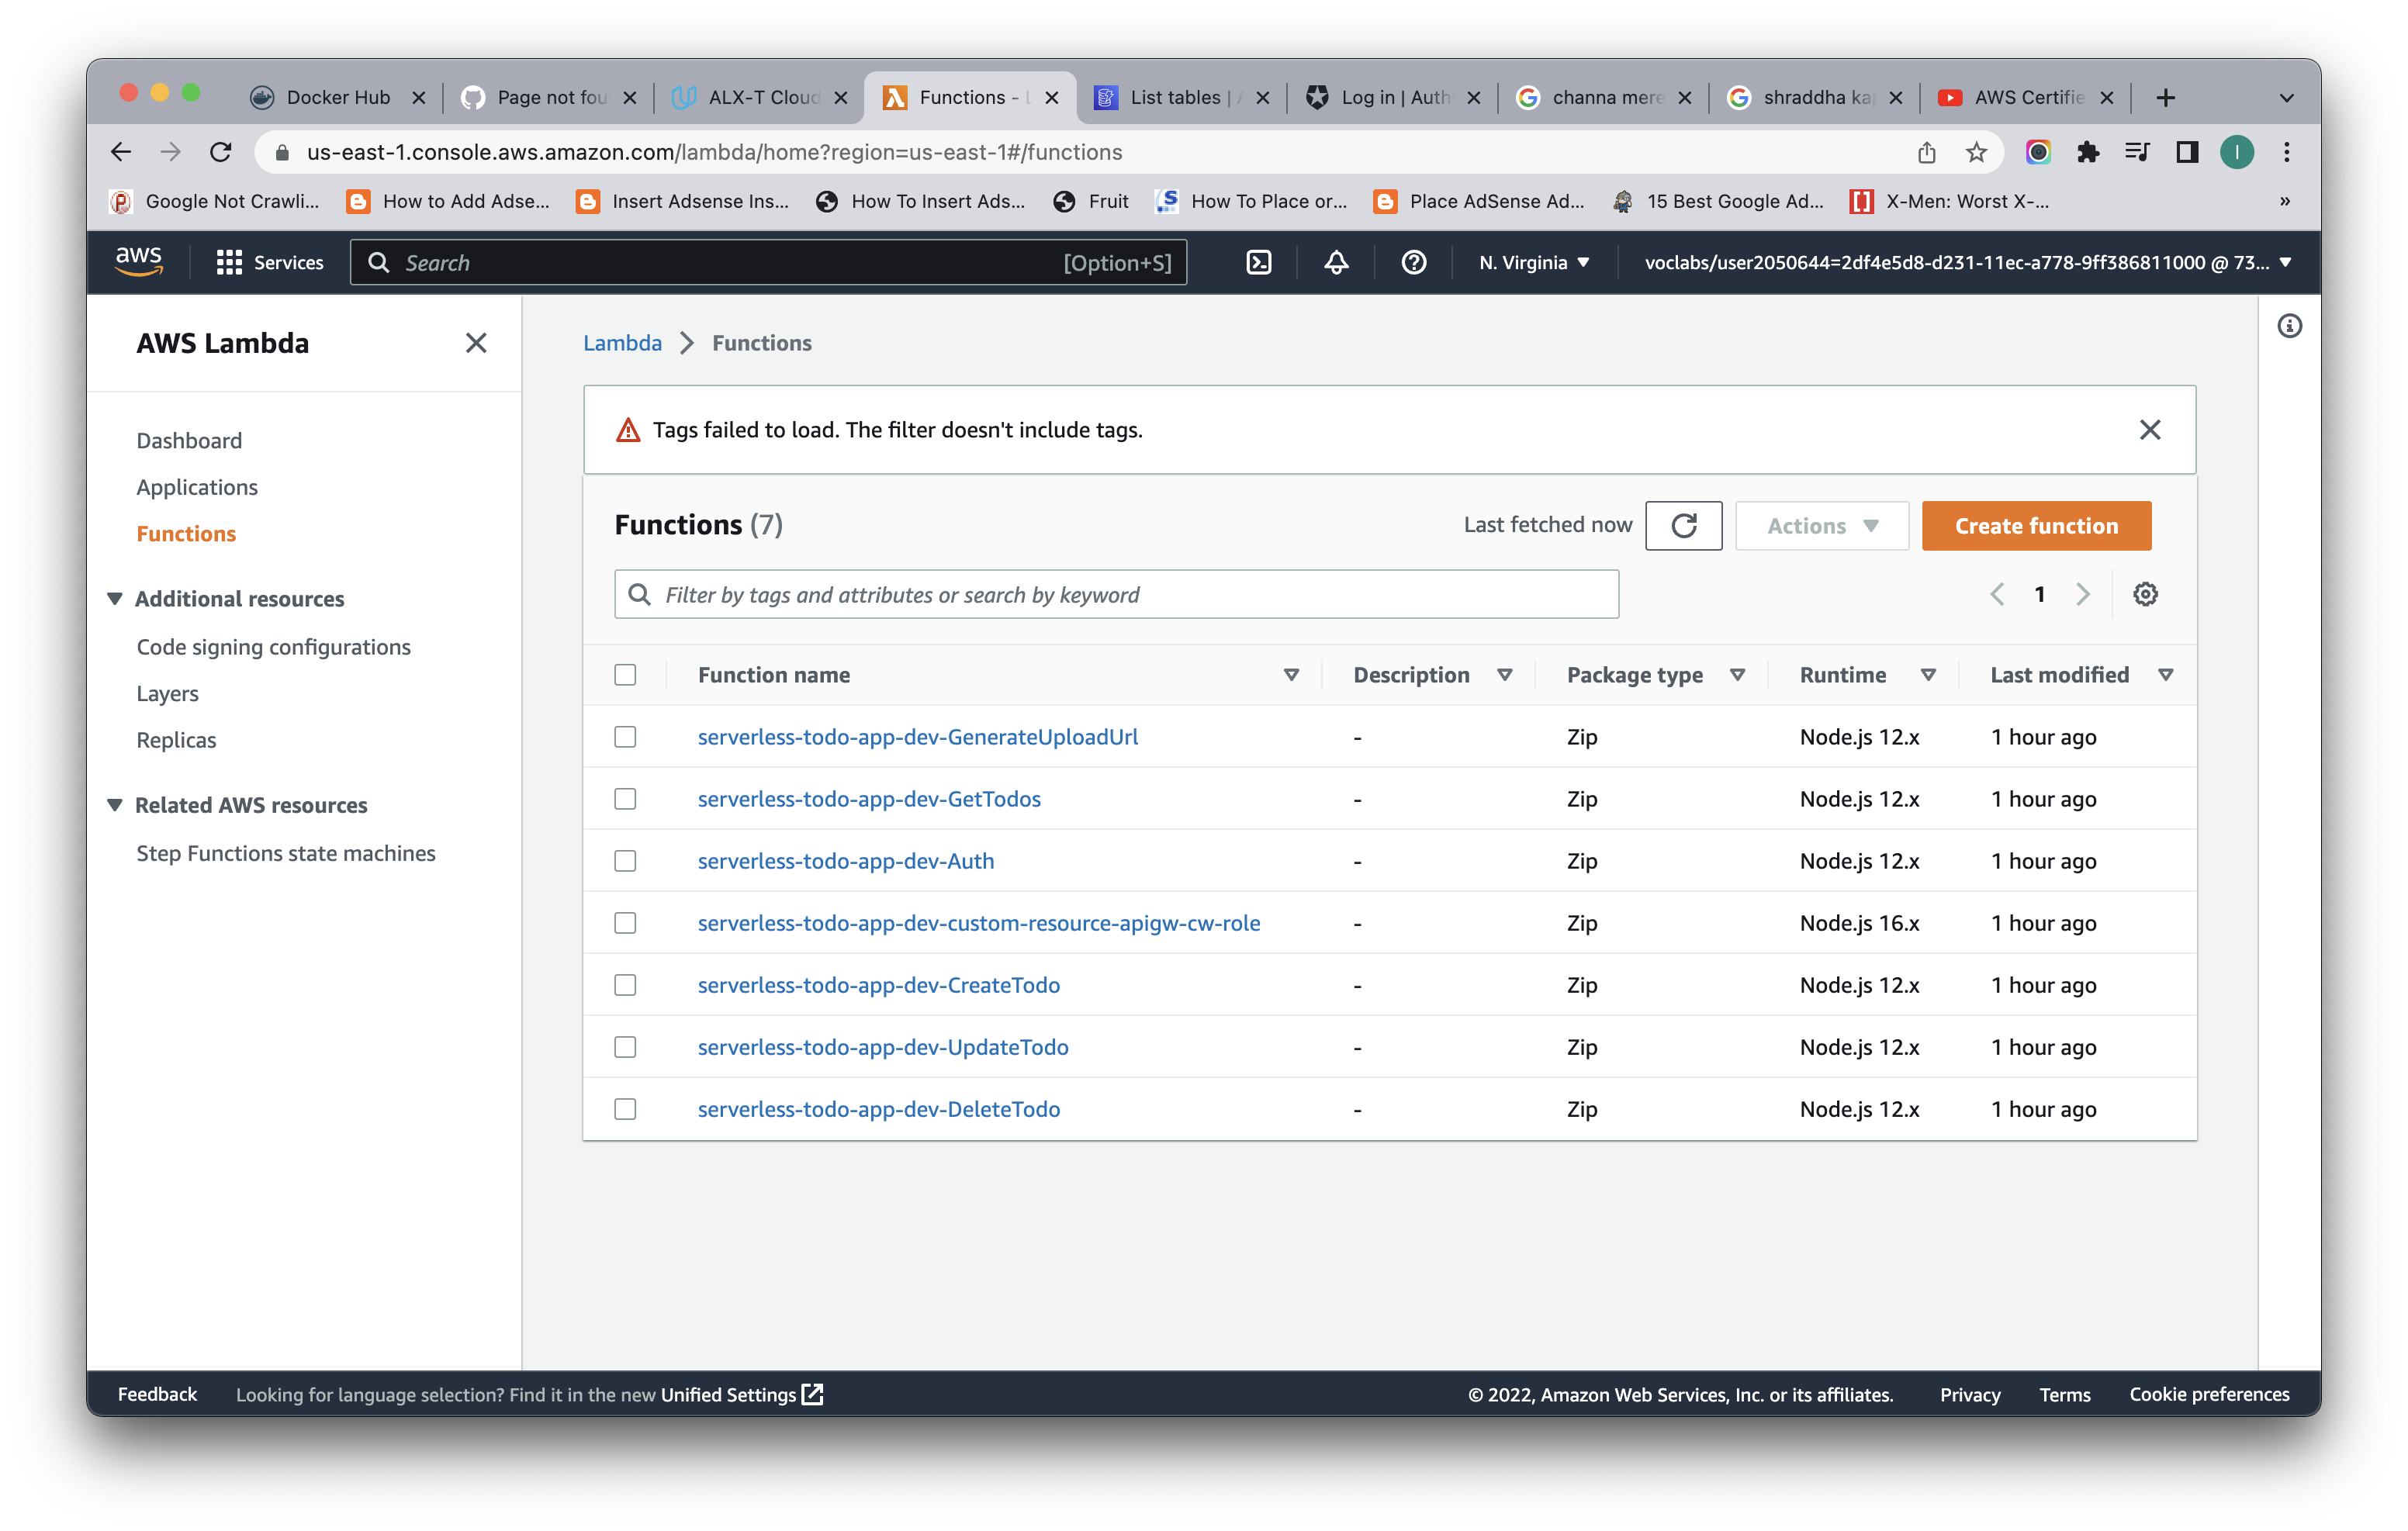 Docker Hub
Page not fou
ALX-T Cloud
Functions - L
List tables | A
Log in | Auth
channa mere
shraddha ka
AWS Certifie
us-east-1.console.aws.amazon.com/lambda/home?region=us-east-1#/functions
I
Google Not Crawli...
How to Add Adse...
Insert Adsense Ins...
How To Insert Ads...
Fruit
How To Place or...
Place AdSense Ad...
15 Best Google Ad...
X-Men: Worst X-...
»
aws
Services
Search
[Option+S]
N. Virginia
voclabs/user2050644=2df4e5d8-d231-11ec-a778-9ff386811000 @ 73...
AWS Lambda
Dashboard
Applications
Functions
Additional resources
Code signing configurations
Layers
Replicas
Related AWS resources
Step Functions state machines
Lambda > Functions
Tags failed to load. The filter doesn't include tags.
Functions (7)
Last fetched now
Actions
Create function
Filter by tags and attributes or search by keyword
1
Function name Description Package type Runtime Last modified
serverless-todo-app-dev-GenerateUploadUrl - Zip Node.js 12.x 1 hour ago
serverless-todo-app-dev-GetTodos - Zip Node.js 12.x 1 hour ago
serverless-todo-app-dev-Auth - Zip Node.js 12.x 1 hour ago
serverless-todo-app-dev-custom-resource-apigw-cw-role - Zip Node.js 16.x 1 hour ago
serverless-todo-app-dev-CreateTodo - Zip Node.js 12.x 1 hour ago
serverless-todo-app-dev-UpdateTodo - Zip Node.js 12.x 1 hour ago
serverless-todo-app-dev-DeleteTodo - Zip Node.js 12.x 1 hour ago
Feedback
Looking for language selection? Find it in the new Unified Settings
© 2022, Amazon Web Services, Inc. or its affiliates.
Privacy
Terms
Cookie preferences